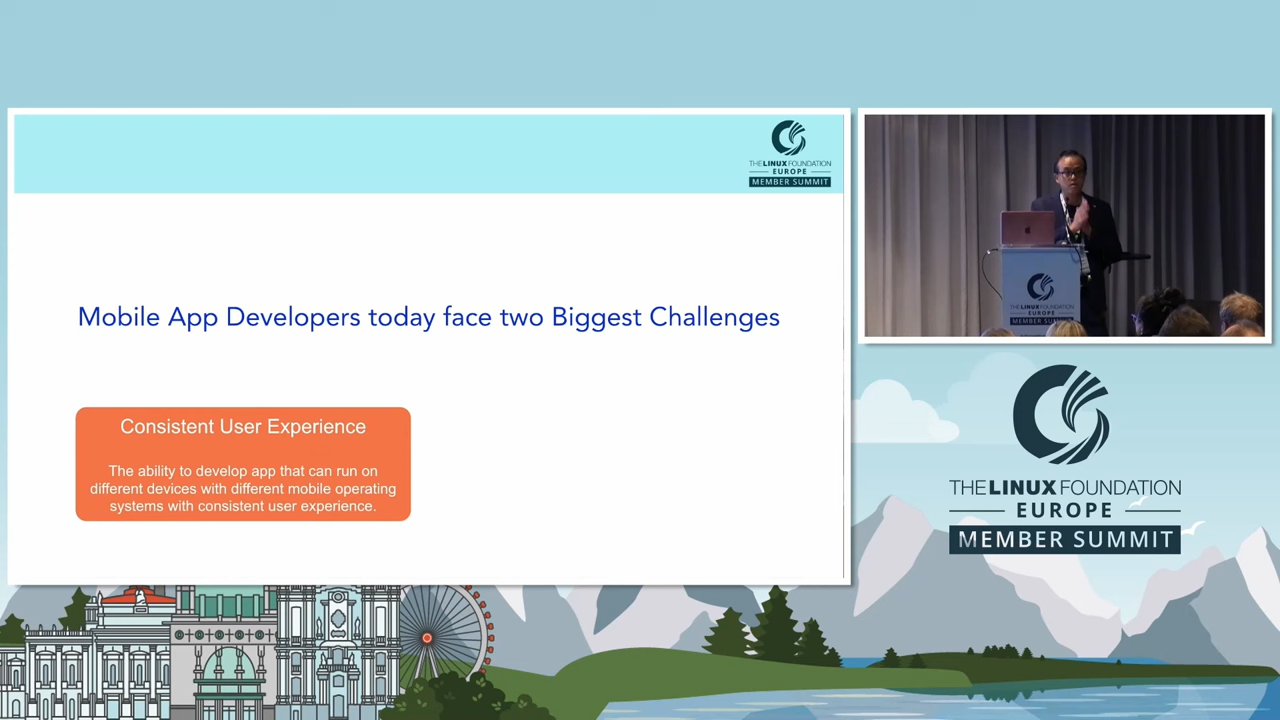 THE LINUX FOUNDATION
EUROPE
MEMBER SUMMIT
Mobile App Developers today face two Biggest Challenges
Consistent User Experience
The ability to develop app that can run on
different devices with different mobile operating
systems with consistent user experience.
THE LINUX FOUNDATION
EUROPE
MEMBER SUMMIT
THE LINUX FOUNDATION
EUROPE
MEMBER SUMMIT